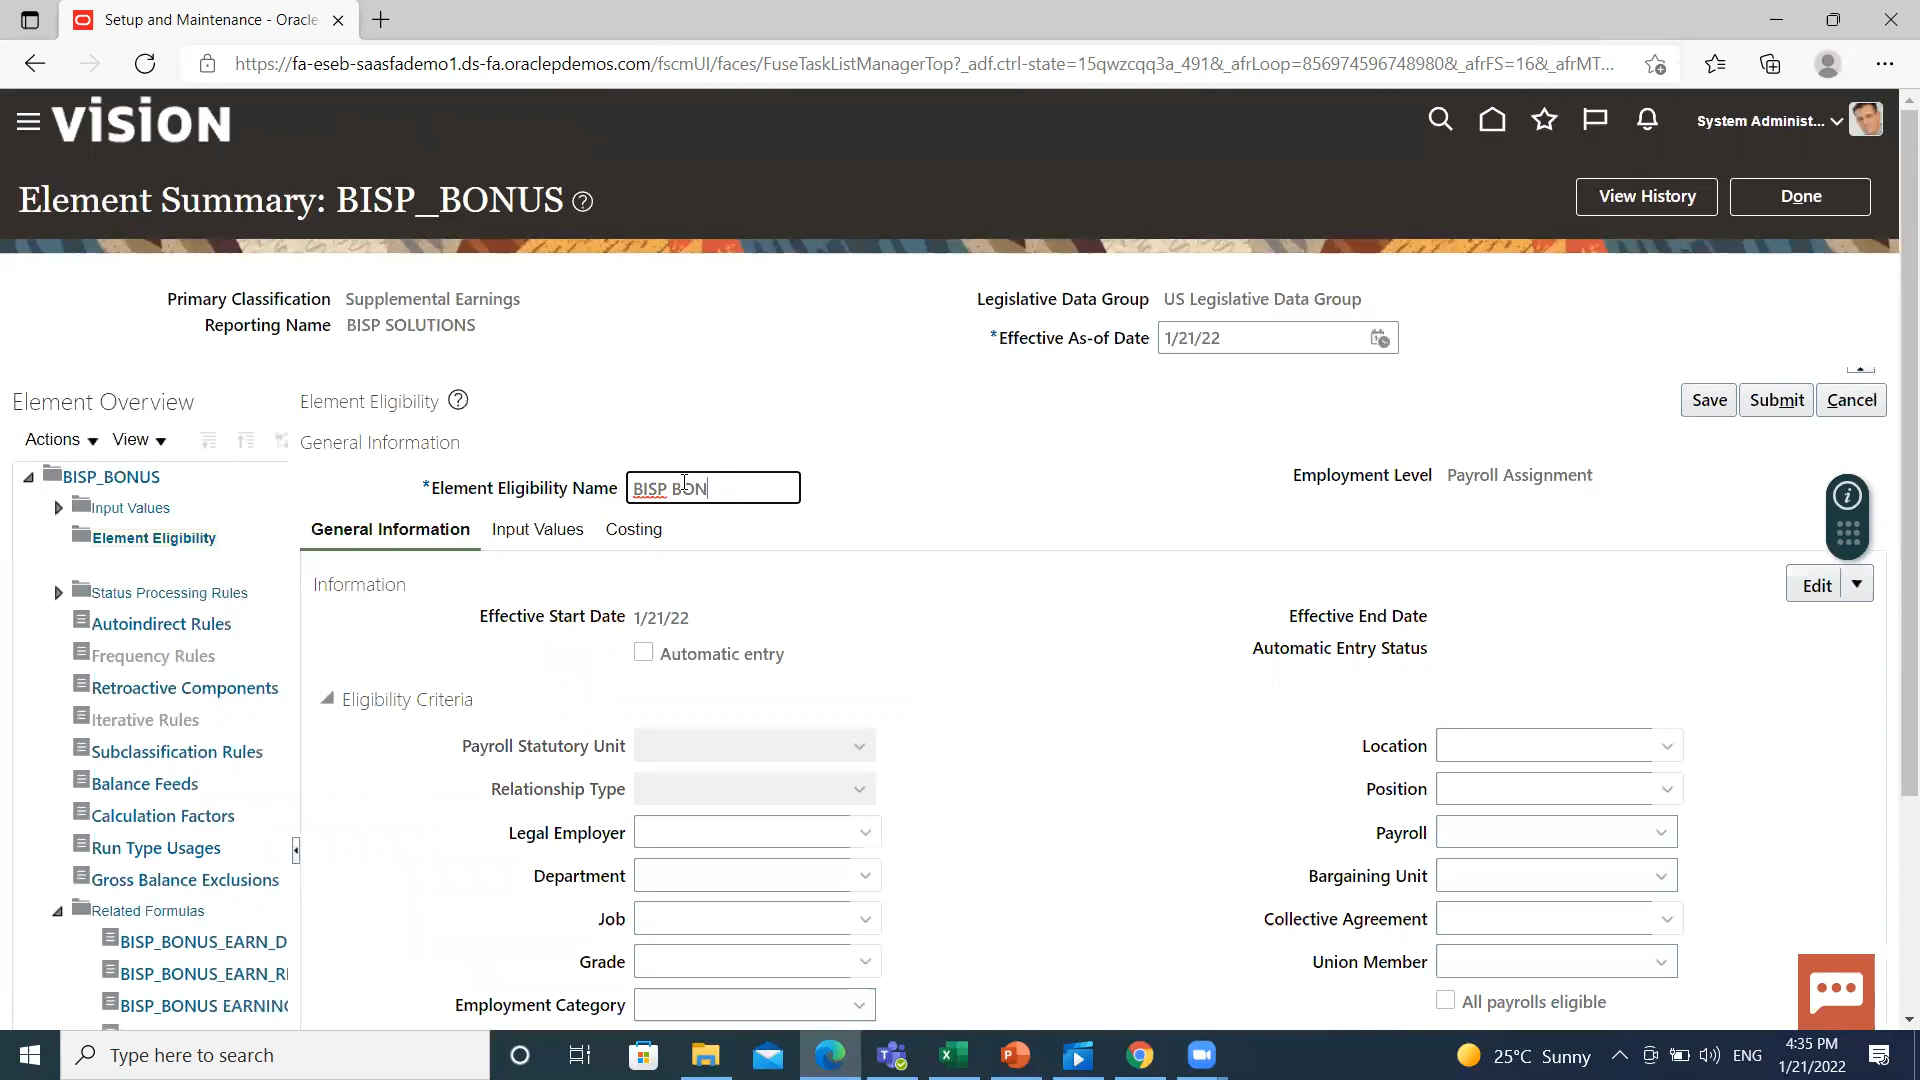 Setup and Maintenance - Oracle
https://fa-eseb-saasfademo1.ds-fa.oraclepdemos.com/fscmUI/faces/FuseTaskListManagerTop?_adf.ctrl-state=15qwzcqq3a_491&_afrLoop=856974596748980&_afrFS=16&_afrMT...
VISION
System Administ...
Element Summary: BISP_BONUS
View History
Done
Primary Classification Supplemental Earnings
Legislative Data Group US Legislative Data Group
Reporting Name BISP SOLUTIONS
*Effective As-of Date 1/21/22
Element Overview
Element Eligibility
Save Submit Cancel
Actions View
General Information
BISP_BONUS
*Element Eligibility Name BISP BON
Employment Level Payroll Assignment
Input Values
General Information Input Values Costing
Element Eligibility
Information
Edit
Status Processing Rules
Effective Start Date 1/21/22
Effective End Date
Autoindirect Rules
Automatic entry
Automatic Entry Status
Frequency Rules
Retroactive Components
Eligibility Criteria
Iterative Rules
Payroll Statutory Unit
Location
Subclassification Rules
Relationship Type
Position
Balance Feeds
Calculation Factors
Legal Employer
Payroll
Run Type Usages
Department
Bargaining Unit
Gross Balance Exclusions
Job
Collective Agreement
Related Formulas
BISP_BONUS_EARN_D
Grade
Union Member
BISP_BONUS_EARN_RI
BISP_BONUS EARNING
Employment Category
All payrolls eligible
Type here to search
25°C Sunny
ENG
4:35 PM
1/21/2022